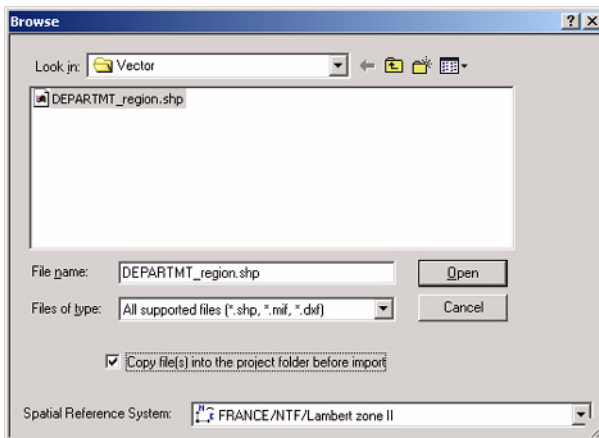 Browse
Look in: Vector
DEPARTMT_region.shp
File name: DEPARTMT_region.shp Open
Files of type: All supported files (*.shp, *.mif, *.dxf) Cancel
Copy file(s) into the project folder before import
Spatial Reference System: FRANCE/NTF/Lambert zone II